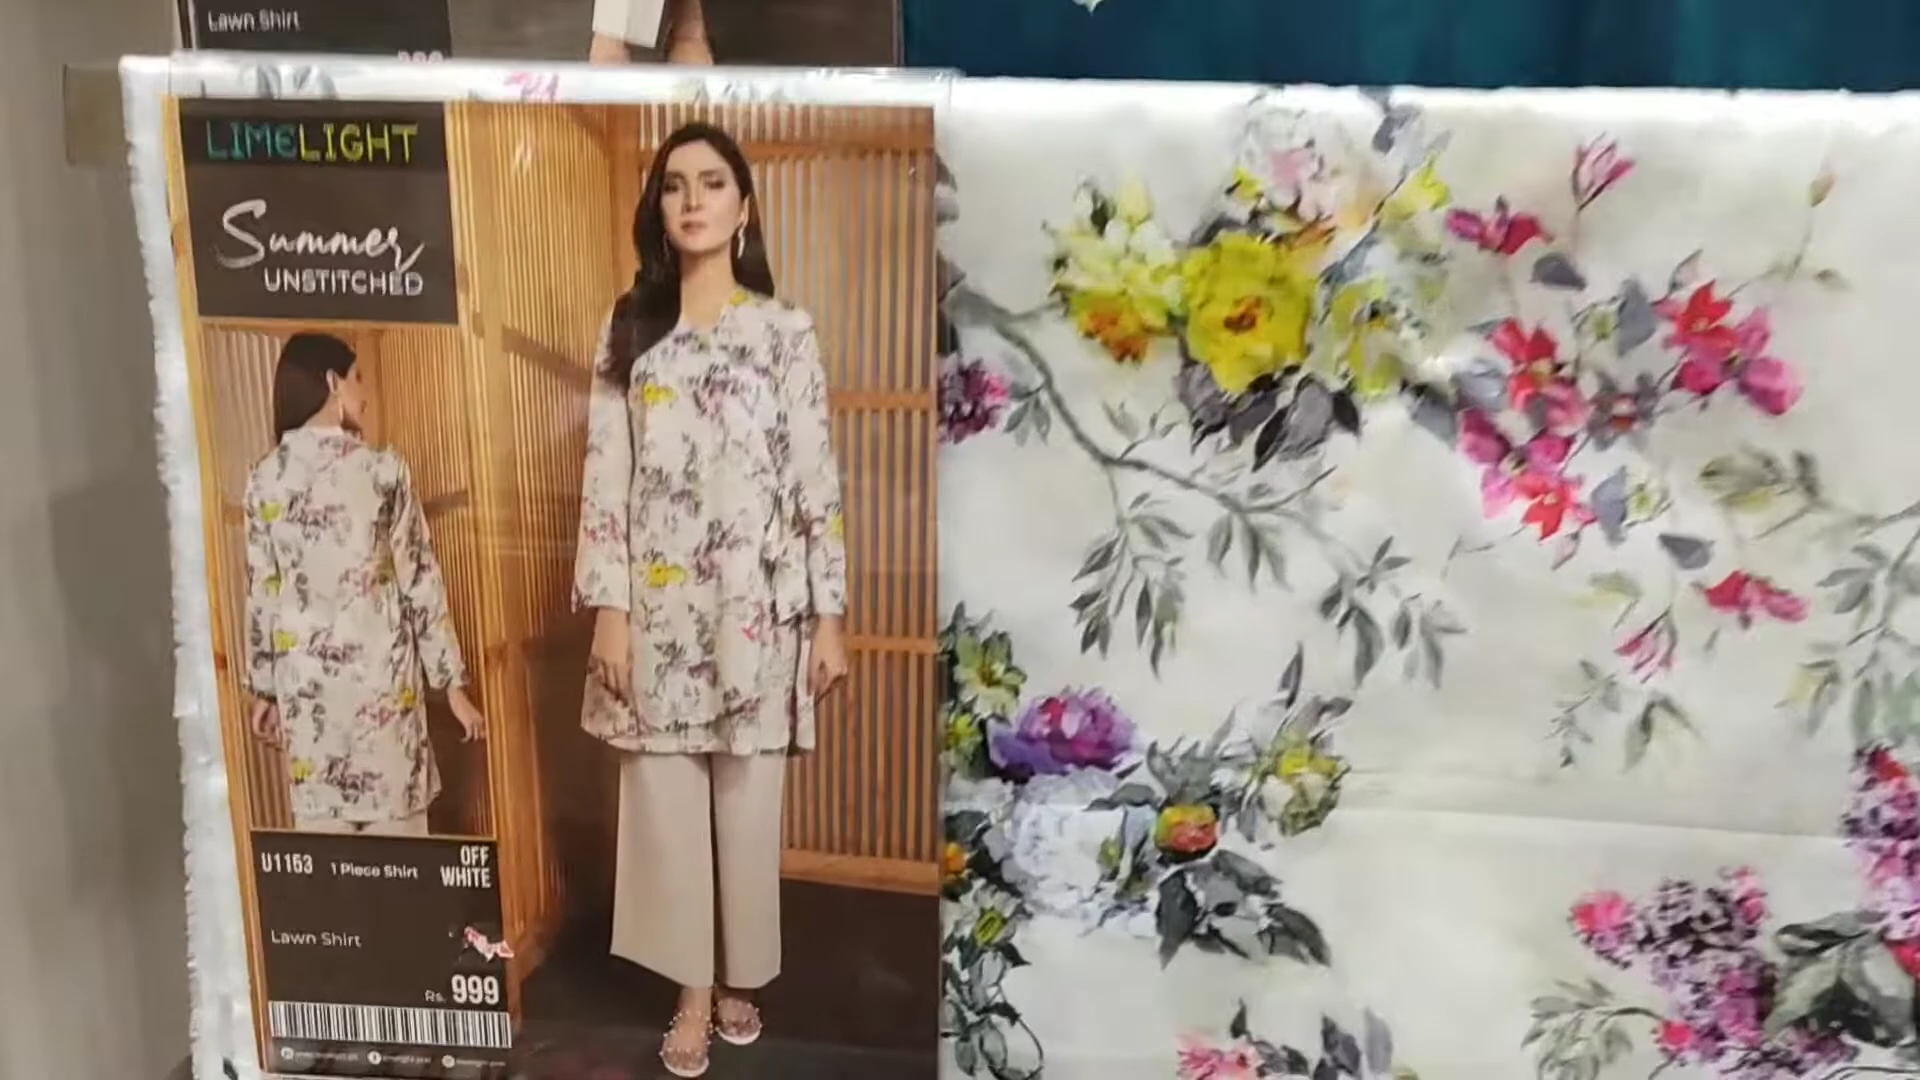 Lawn Shirt
LIMELIGHT
Summer
UNSTITCHED
U1153 1 Piece Shirt OFF WHITE
Lawn Shirt
Rs. 999